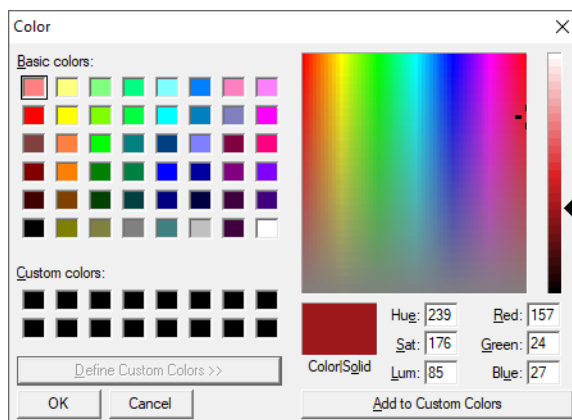 Color
Basic colors:
Custom colors:
Define Custom Colors >>
OK
Cancel
Color|Solid
Hue: 239
Sat: 176
Lum: 85
Red: 157
Green: 24
Blue: 27
Add to Custom Colors